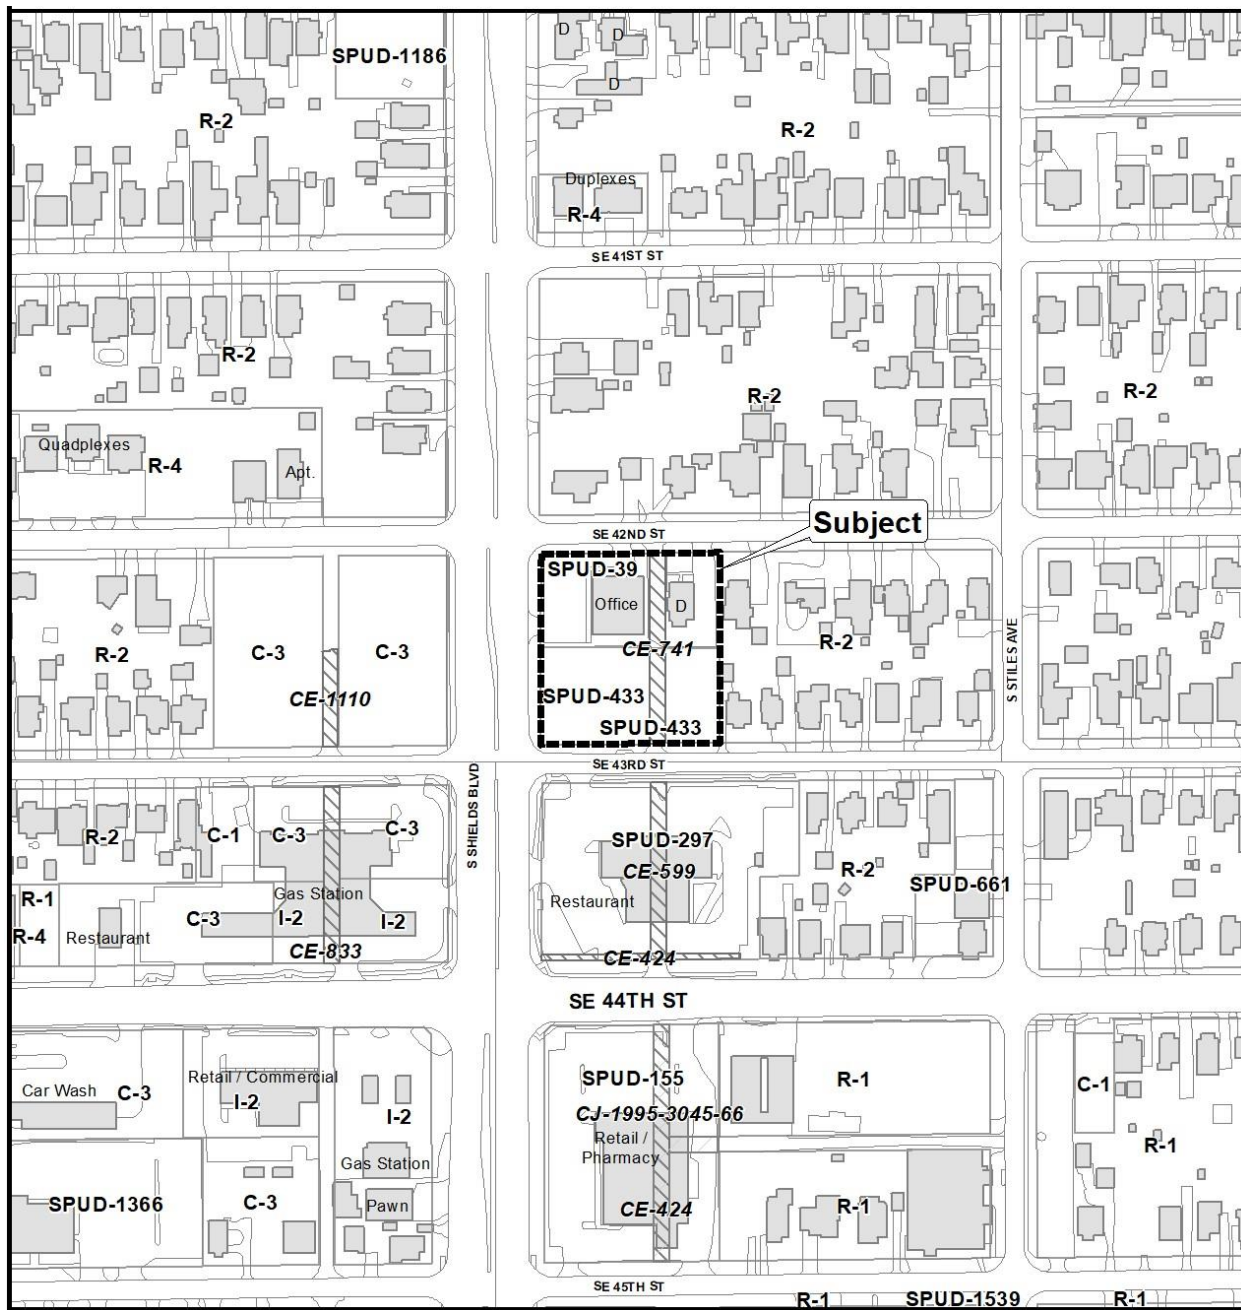 SPUD-1186
D
D
D
R-2
R-2
Duplexes
R-4
SE 41ST ST
R-2
R-2
R-2
Quadplexes
R-4
Apt.
Subject
SE 42ND ST
SPUD-39
Office
D
R-2
C-3
C-3
CE-741
R-2
S STILES AVE
CE-1110
SPUD-433
SPUD-433
SE 43RD ST
S SHIELDS BLVD
R-2
C-1
C-3
C-3
SPUD-297
CE-599
R-2
SPUD-661
R-1
Gas Station
Restaurant
C-3
I-2
I-2
R-4
Restaurant
CE-833
CE-424
SE 44TH ST
Car Wash
C-3
Retail / Commercial
I-2
I-2
SPUD-155
R-1
C-1
CJ-1995-3045-66
Retail /
Pharmacy
R-1
Gas Station
SPUD-1366
C-3
Pawn
CE-424
R-1
SE 45TH ST
R-1
SPUD-1539
R-1